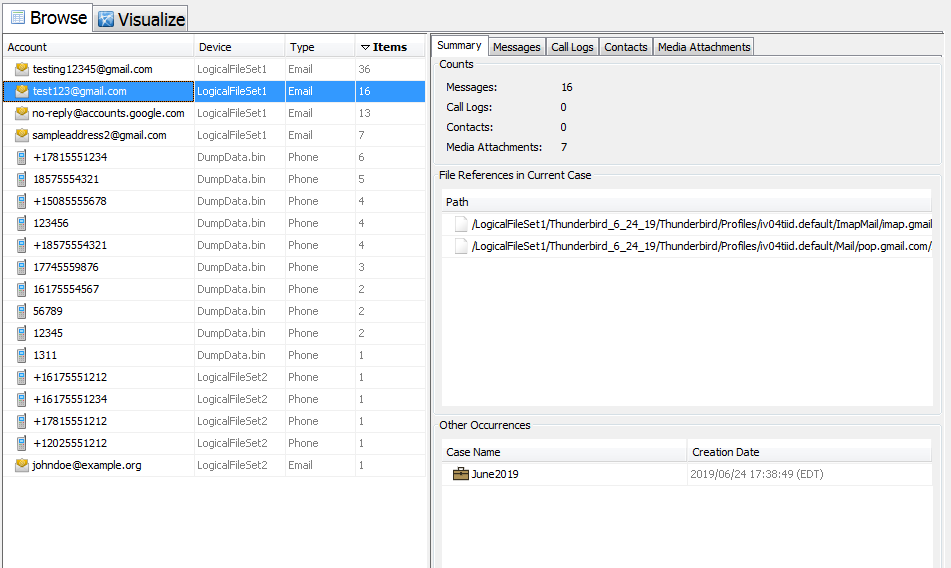 Browse Visualize
Account Device Type Items
testing12345@gmail.com LogicalFileSet1 Email 36
test123@gmail.com LogicalFileSet1 Email 16
no-reply@accounts.google.com LogicalFileSet1 Email 13
sampleaddress2@gmail.com LogicalFileSet1 Email 7
+17815551234 DumpData.bin Phone 6
18575554321 DumpData.bin Phone 5
+15085555678 DumpData.bin Phone 4
123456 DumpData.bin Phone 4
+18575554321 DumpData.bin Phone 4
17745559876 DumpData.bin Phone 3
16175554567 DumpData.bin Phone 2
56789 DumpData.bin Phone 2
12345 DumpData.bin Phone 2
1311 DumpData.bin Phone 1
+16175551212 LogicalFileSet2 Phone 1
+16175551234 LogicalFileSet2 Phone 1
+17815551212 LogicalFileSet2 Phone 1
+12025551212 LogicalFileSet2 Phone 1
johndoe@example.org LogicalFileSet2 Email 1
Summary Messages Call Logs Contacts Media Attachments
Counts
Messages: 16
Call Logs: 0
Contacts: 0
Media Attachments: 7
File References in Current Case
Path
/LogicalFileSet1/Thunderbird_6_24_19/Thunderbird/Profiles/iv04tiid.default/ImapMail/imap.gmail
/LogicalFileSet1/Thunderbird_6_24_19/Thunderbird/Profiles/iv04tiid.default/Mail/pop.gmail.com/
Other Occurrences
Case Name Creation Date
June2019 2019/06/24 17:38:49 (EDT)